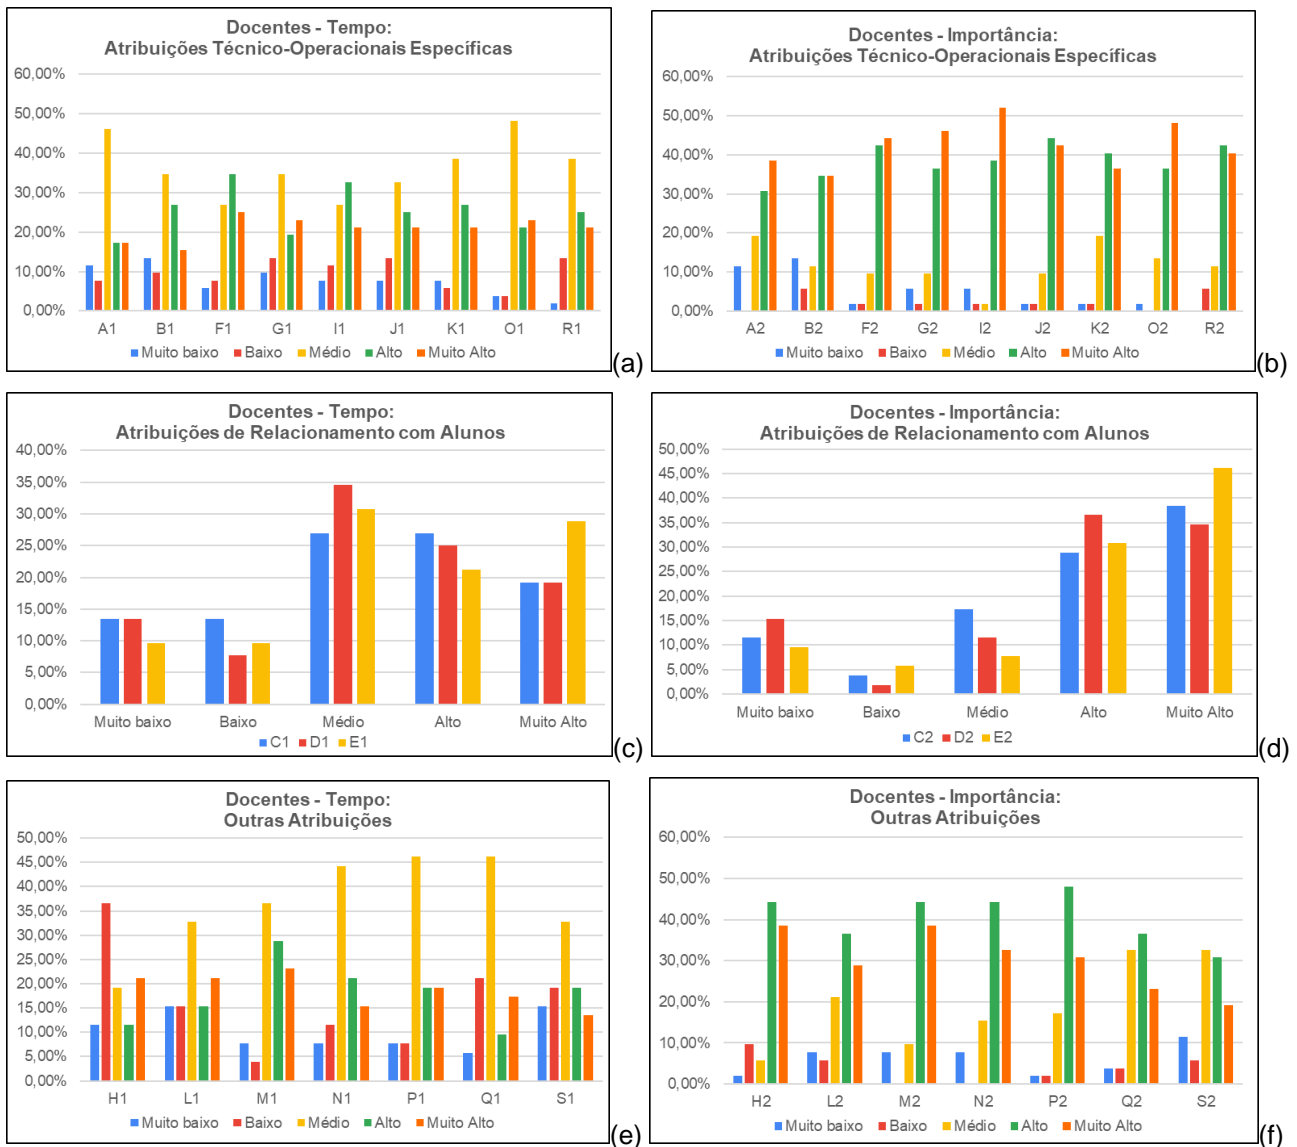 Docentes - Tempo:
Atribuições Técnico-Operacionais Específicas
60,00%
50,00%
40,00%
30,00%
20,00%
10,00%
0,00%
A1 B1 F1 G1 I1 J1 K1 O1 R1
Muito baixo Baixo Médio Alto Muito Alto
(a)
Docentes - Importância:
Atribuições Técnico-Operacionais Específicas
60,00%
50,00%
40,00%
30,00%
20,00%
10,00%
0,00%
A2 B2 F2 G2 I2 J2 K2 O2 R2
Muito baixo Baixo Médio Alto Muito Alto
(b)
Docentes - Tempo:
Atribuições de Relacionamento com Alunos
40,00%
35,00%
30,00%
25,00%
20,00%
15,00%
10,00%
5,00%
0,00%
Muito baixo Baixo Médio Alto Muito Alto
C1 D1 E1
(c)
Docentes - Importância:
Atribuições de Relacionamento com Alunos
50,00%
45,00%
40,00%
35,00%
30,00%
25,00%
20,00%
15,00%
10,00%
5,00%
0,00%
Muito baixo Baixo Médio Alto Muito Alto
C2 D2 E2
(d)
Docentes - Tempo:
Outras Atribuições
50,00%
45,00%
40,00%
35,00%
30,00%
25,00%
20,00%
15,00%
10,00%
5,00%
0,00%
H1 L1 M1 N1 P1 Q1 S1
Muito baixo Baixo Médio Alto Muito Alto
(e)
Docentes - Importância:
Outras Atribuições
60,00%
50,00%
40,00%
30,00%
20,00%
10,00%
0,00%
H2 L2 M2 N2 P2 Q2 S2
Muito baixo Baixo Médio Alto Muito Alto
(f)